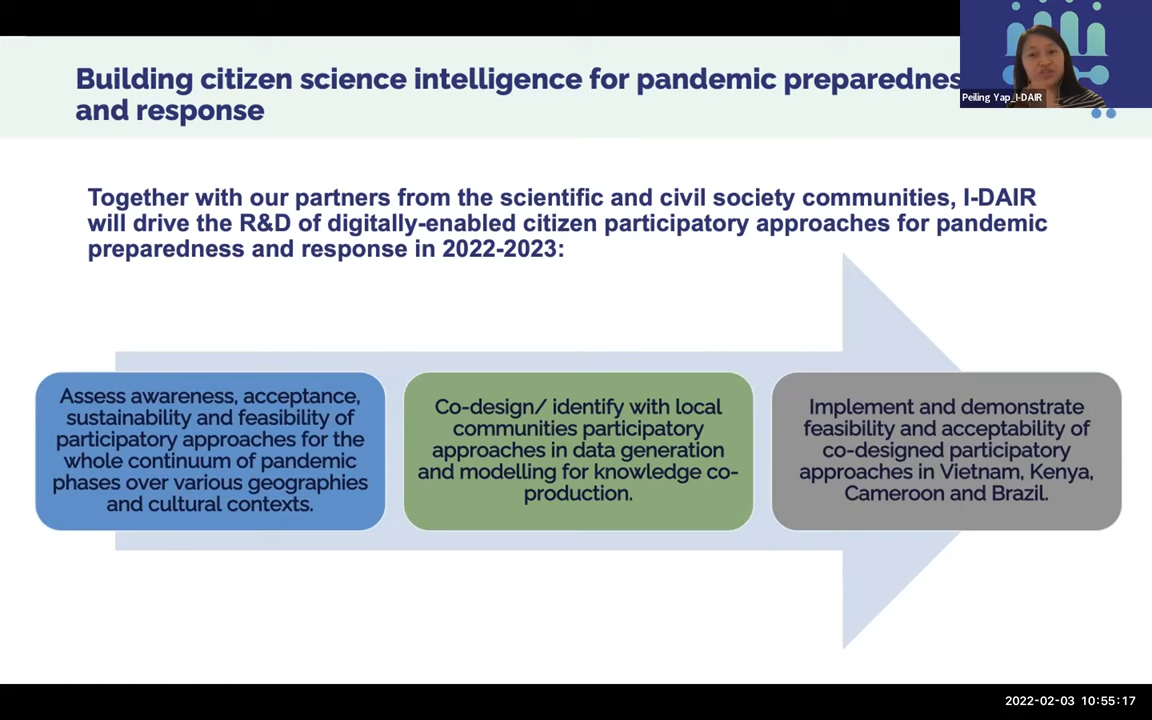 Building citizen science intelligence for pandemic preparednes
and response
Peiling Yap_I-DAIR
Together with our partners from the scientific and civil society communities, I-DAIR
will drive the R&D of digitally-enabled citizen participatory approaches for pandemic
preparedness and response in 2022-2023:
Assess awareness, acceptance,
sustainability and feasibility of
participatory approaches for the
whole continuum of pandemic
phases over various geographies
and cultural contexts.
Co-design/ identify with local
communities participatory
approaches in data generation
and modelling for knowledge co-
production.
Implement and demonstrate
feasibility and acceptability of
co-designed participatory
approaches in Vietnam, Kenya,
Cameroon and Brazil.
2022-02-03 10:55:17